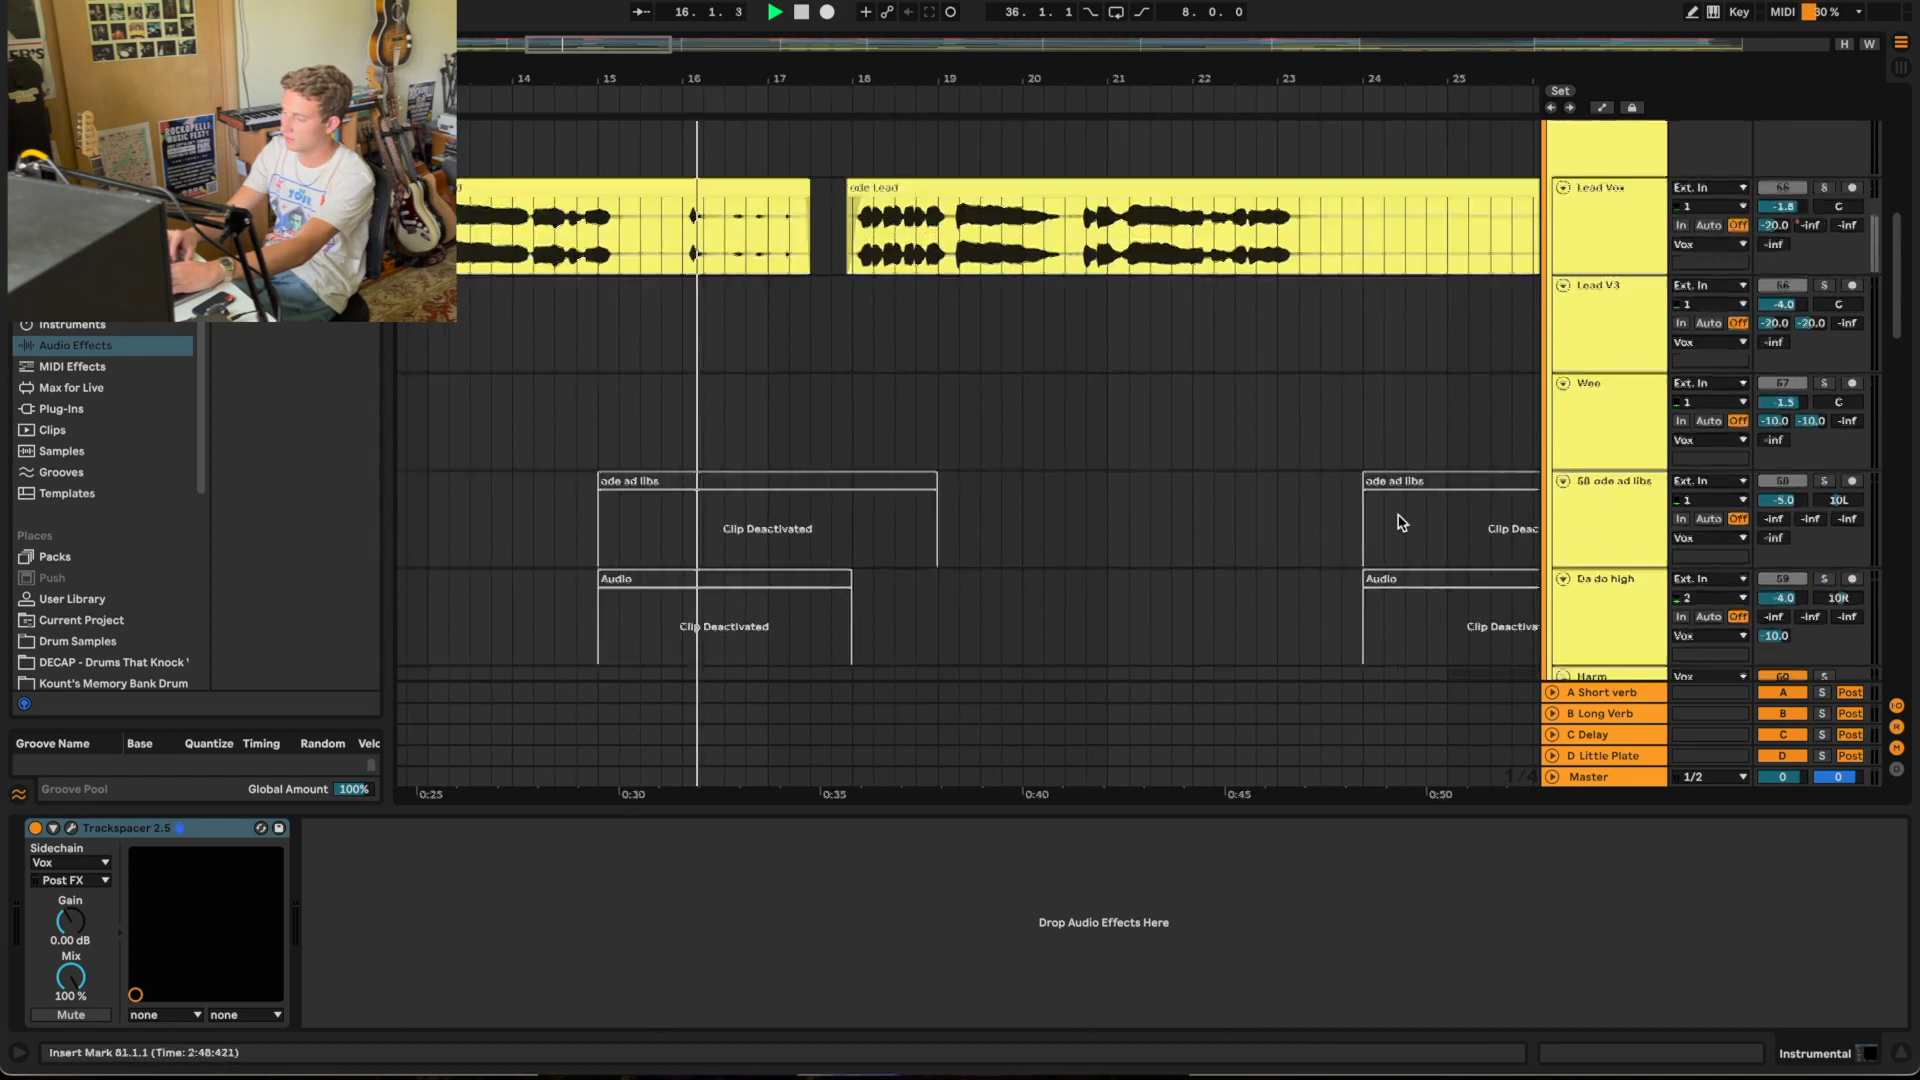 16. 1. 3
36. 1. 1
8. 0. 0
Key
MIDI
30 %
H
W
14
15
16
17
18
19
20
21
22
23
24
25
Set
ROCKOPELLI
MUSIC FEST
ode Lead
Lead Vox
Ext. In
S
1
-1.5
C
In
Auto
Off
-20.0
-inf
-inf
Vox
-inf
Lead V3
Ext. In
S
1
-4.0
C
In
Auto
Off
-20.0
-20.0
-inf
Vox
-inf
Instruments
Audio Effects
MIDI Effects
Max for Live
Plug-Ins
Clips
Samples
Grooves
Templates
Woo
Ext. In
57
S
1
-1.5
C
In
Auto
Off
-10.0
-10.0
-inf
Vox
-inf
ode ad libs
Clip Deactivated
ode ad libs
Clip Deac
58 ode ad libs
Ext. In
58
S
1
-5.0
10L
In
Auto
Off
-inf
-inf
-inf
Vox
-inf
Audio
Clip Deactivated
Audio
Clip Deactiva
Da do high
Ext. In
59
S
2
-4.0
10R
In
Auto
Off
-inf
-inf
-inf
Vox
-10.0
Harm
Vox
60
S
Places
Packs
Push
User Library
Current Project
Drum Samples
DECAP - Drums That Knock
Kount's Memory Bank Drum
A Short verb
A
S
Post
B Long Verb
B
S
Post
C Delay
C
S
Post
D Little Plate
D
S
Post
1/4
Master
1/2
0
0
0:25
0:30
0:35
0:40
0:45
0:50
Groove Name
Base
Quantize
Timing
Random
Velc
Groove Pool
Global Amount
100%
Trackspacer 2.5
Sidechain
Vox
Post FX
Gain
0.00 dB
Mix
100 %
Mute
none
none
Drop Audio Effects Here
Insert Mark 81.1.1 (Time: 2:48:421)
Instrumental